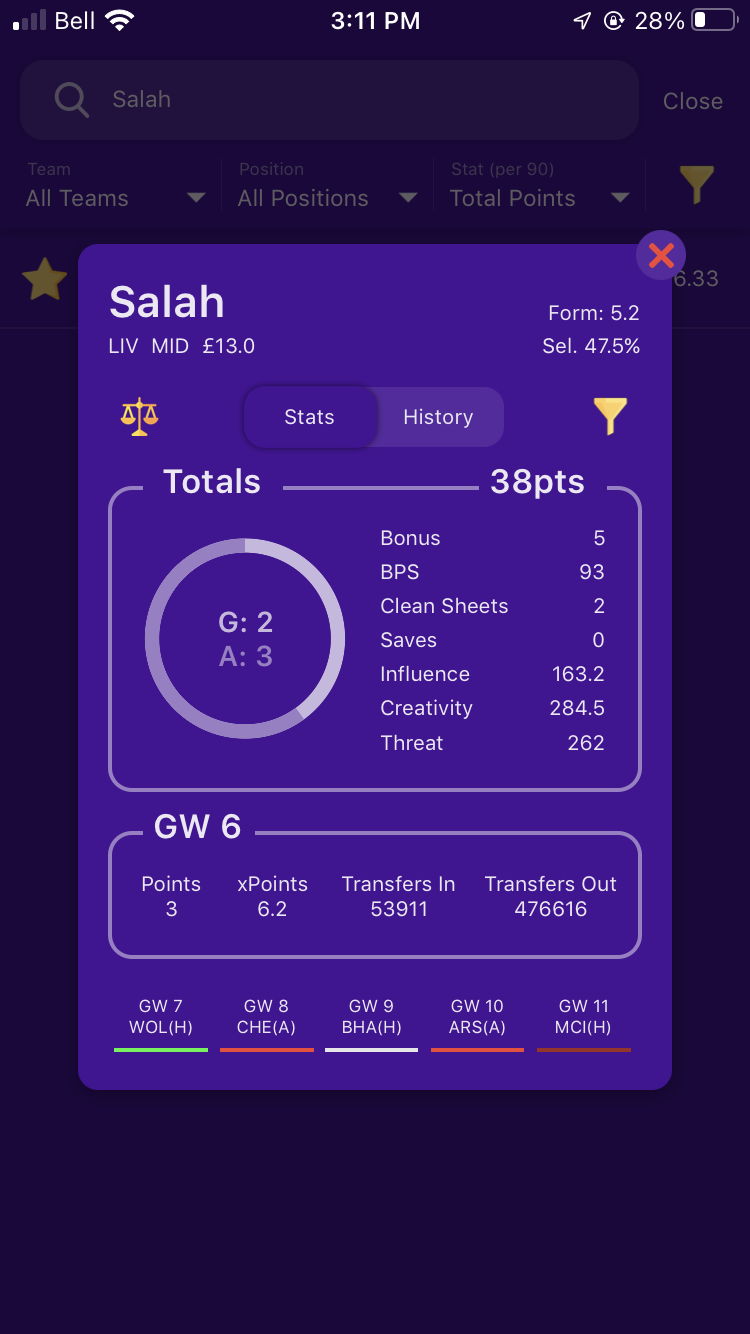 Bell 3:11 PM 28%
Salah Close
Team Position Stat (per 90)
All Teams All Positions Total Points
6.33
Salah
Form: 5.2
LIV MID £13.0 Sel. 47.5%
Stats History
Totals 38pts
Bonus 5
BPS 93
Clean Sheets 2
G: 2
Saves 0
A: 3
Influence 163.2
Creativity 284.5
Threat 262
GW 6
Points xPoints Transfers In Transfers Out
3 6.2 53911 476616
GW 7 GW 8 GW 9 GW 10 GW 11
WOL(H) CHE(A) BHA(H) ARS(A) MCI(H)